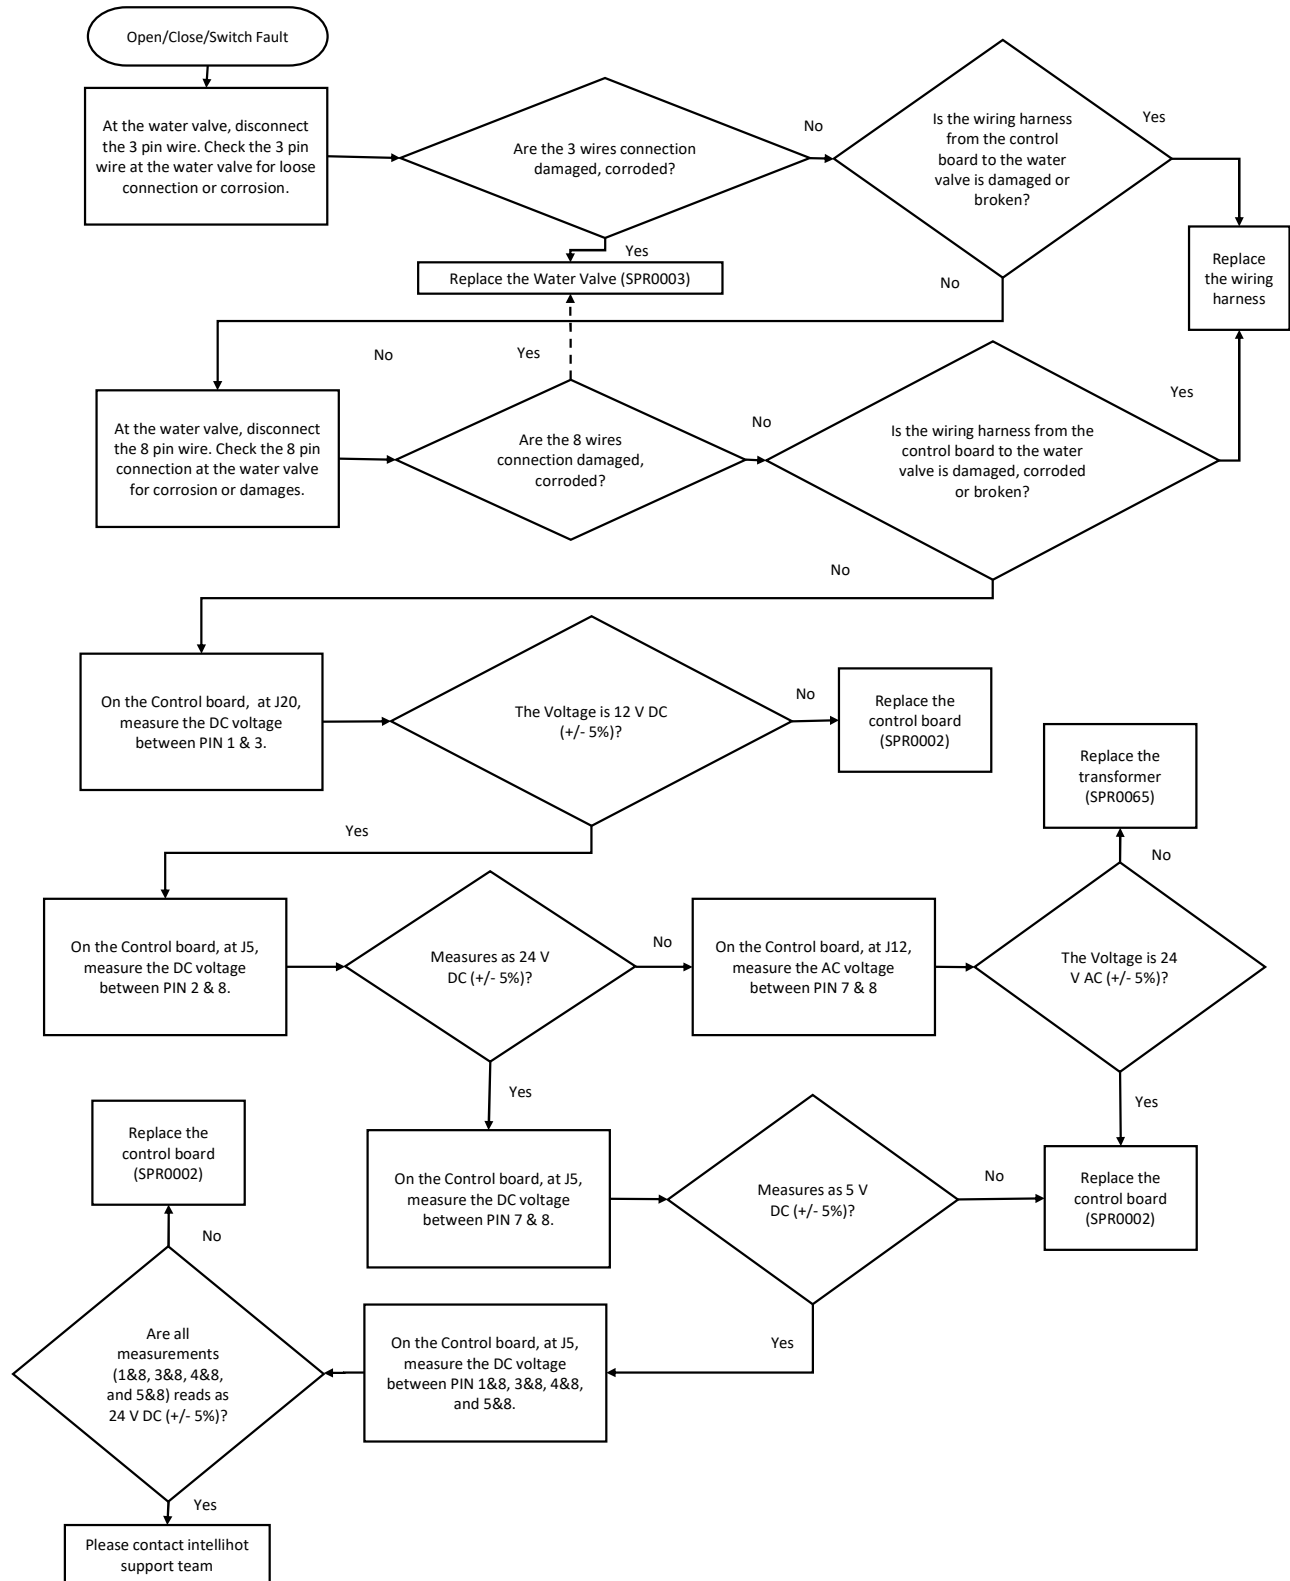 Open/Close/Switch Fault
At the water valve, disconnect
the 3 pin wire. Check the 3 pin
wire at the water valve for loose
connection or corrosion.
Are the 3 wires connection
damaged, corroded?
No
Is the wiring harness
from the control
board to the water
valve is damaged or
broken?
Yes
Yes
Replace the Water Valve (SPR0003)
Replace
the wiring
harness
No
No
Yes
At the water valve, disconnect
the 8 pin wire. Check the 8 pin
connection at the water valve
for corrosion or damages.
Are the 8 wires
connection damaged,
corroded?
No
Is the wiring harness from the
control board to the water
valve is damaged, corroded
or broken?
Yes
No
On the Control board,  at J20,
measure the DC voltage
between PIN 1 & 3.
The Voltage is 12 V DC
(+/- 5%)?
No
Replace the
control board
(SPR0002)
Replace the
transformer
(SPR0065)
Yes
No
On the Control board, at J5,
measure the DC voltage
between PIN 2 & 8.
Measures as 24 V
DC (+/- 5%)?
No
On the Control board, at J12,
measure the AC voltage
between PIN 7 & 8
The Voltage is 24
V AC (+/- 5%)?
Yes
Yes
Replace the
control board
(SPR0002)
On the Control board, at J5,
measure the DC voltage
between PIN 7 & 8.
Measures as 5 V
DC (+/- 5%)?
No
Replace the
control board
(SPR0002)
No
Yes
Are all
measurements
(1&8, 3&8, 4&8,
and 5&8) reads as
24 V DC (+/- 5%)?
On the Control board, at J5,
measure the DC voltage
between PIN 1&8, 3&8, 4&8,
and 5&8.
Yes
Please contact intellihot
support team